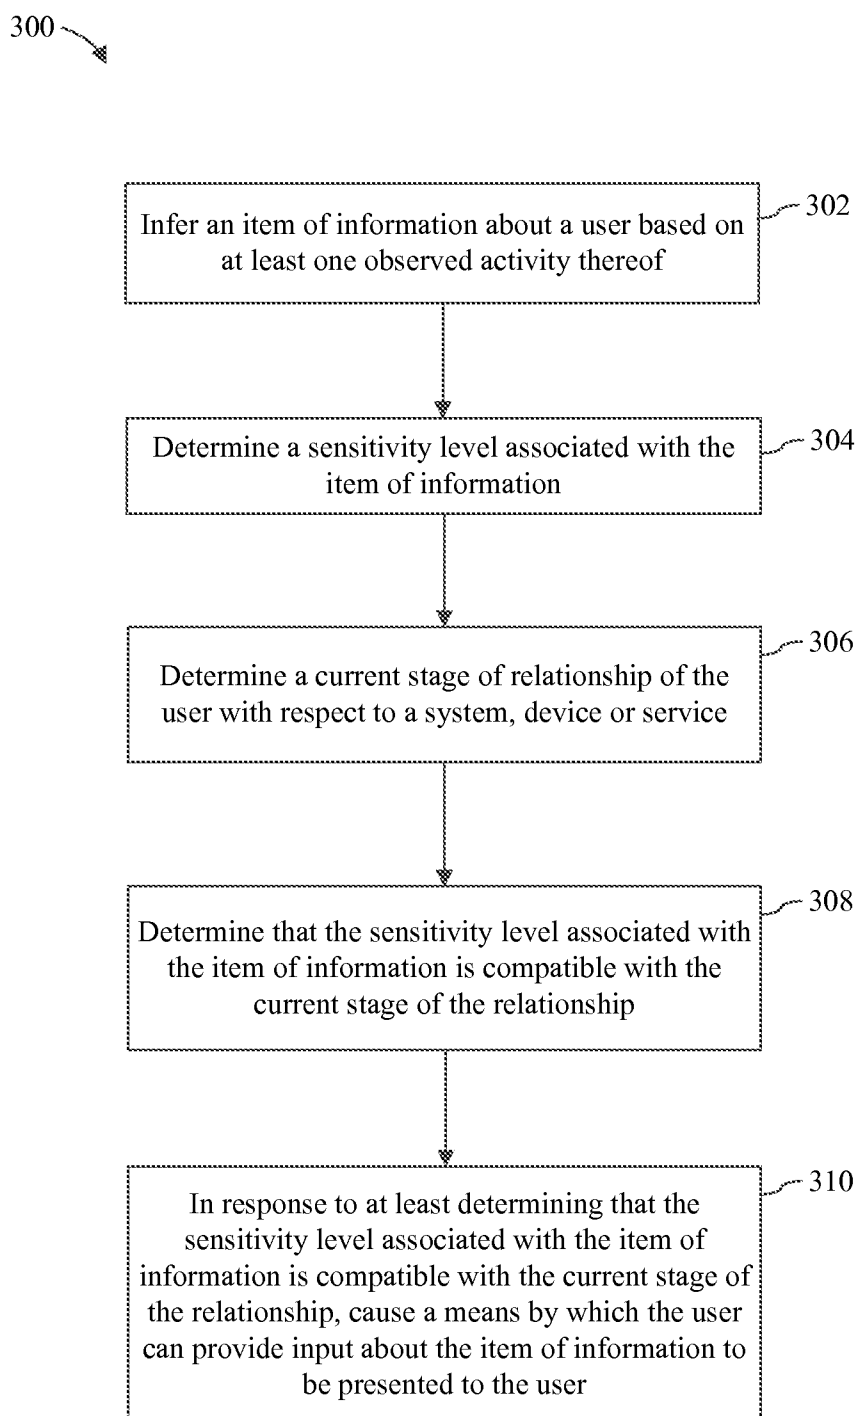 300
302
Infer an item of information about a user based on
at least one observed activity thereof
304
Determine a sensitivity level associated with the
item of information
306
Determine a current stage of relationship of the
user with respect to a system, device or service
308
Determine that the sensitivity level associated with
the item of information is compatible with the
current stage of the relationship
310
In response to at least determining that the
sensitivity level associated with the item of
information is compatible with the current stage of
the relationship, cause a means by which the user
can provide input about the item of information to
be presented to the user